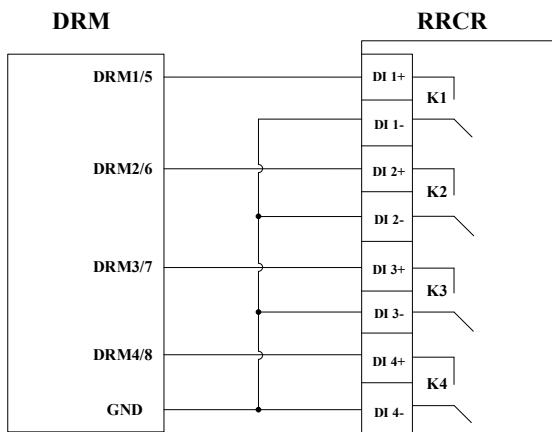 DRM RRCR
DRM1/5 DI 1+ K1
DI 1-
DRM2/6 DI 2+ K2
DI 2-
DRM3/7 DI 3+ K3
DI 3-
DRM4/8 DI 4+ K4
GND DI 4-